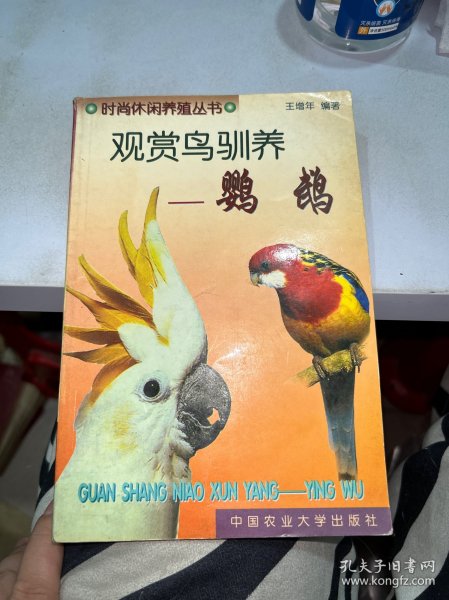 时尚休闲养殖丛书
王增年 编著
观赏鸟驯养
—鹦鹉
GUAN SHANG NIAO XUN YANG——YING WU
中国农业大学出版社
孔夫子旧书网
www.kongfz.com